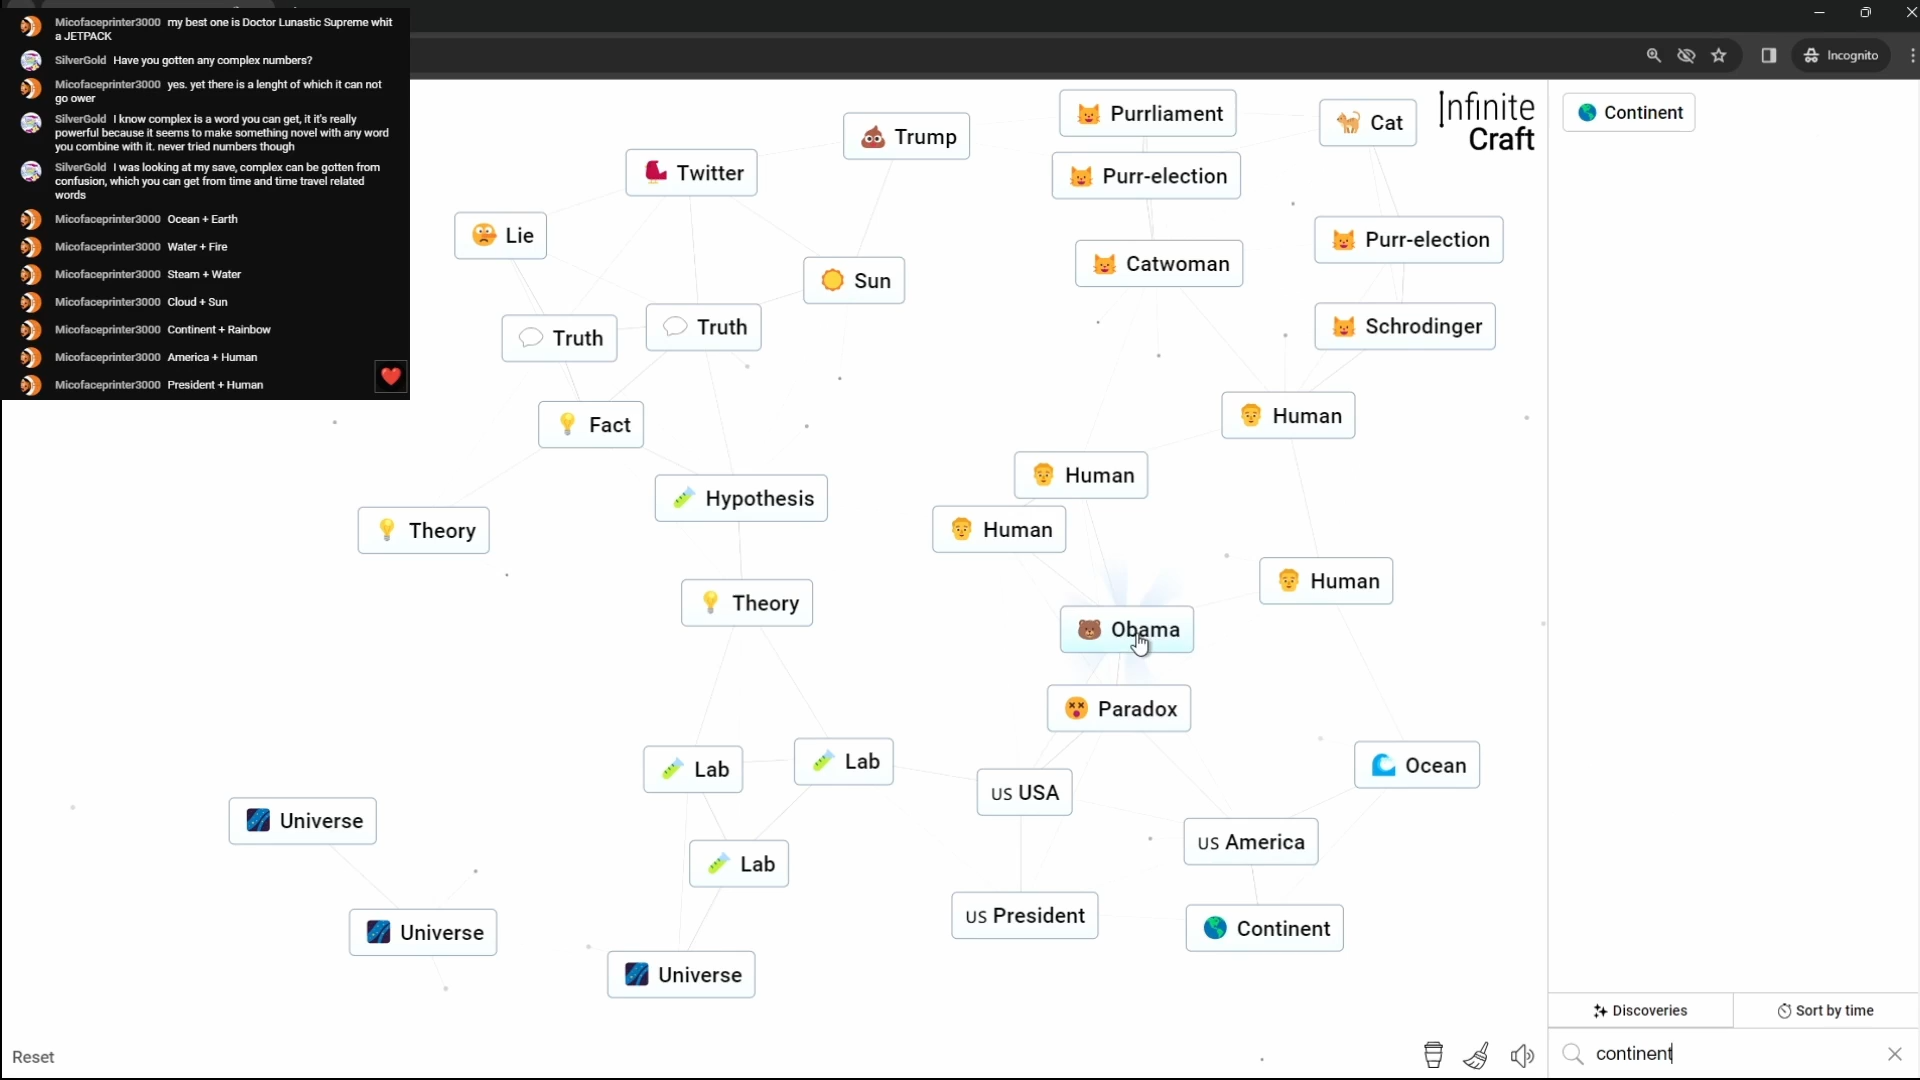 Micofaceprinter3000 my best one is Doctor Lunastic Supreme whit
a JETPACK
SilverGold Have you gotten any complex numbers?
Micofaceprinter3000 yes. yet there is a lenght of which it can not
go ower
SilverGold I know complex is a word you can get, it it's really
powerful because it seems to make something novel with any word
you combine with it. never tried numbers though
SilverGold I was looking at my save, complex can be gotten from
confusion, which you can get from time and time travel related
words
Micofaceprinter3000 Ocean + Earth
Micofaceprinter3000 Water + Fire
Micofaceprinter3000 Steam + Water
Micofaceprinter3000 Cloud + Sun
Micofaceprinter3000 Continent + Rainbow
Micofaceprinter3000 America + Human
Micofaceprinter3000 President + Human
Incognito
Infinite
Craft
Continent
Purrliament
Cat
Trump
Twitter
Purr-election
Lie
Purr-election
Catwoman
Sun
Truth
Truth
Schrodinger
Fact
Human
Human
Hypothesis
Theory
Human
Human
Theory
Obama
Paradox
Lab
Lab
Ocean
US USA
Universe
US America
Lab
US President
Continent
Universe
Universe
Discoveries
Sort by time
Reset
continent